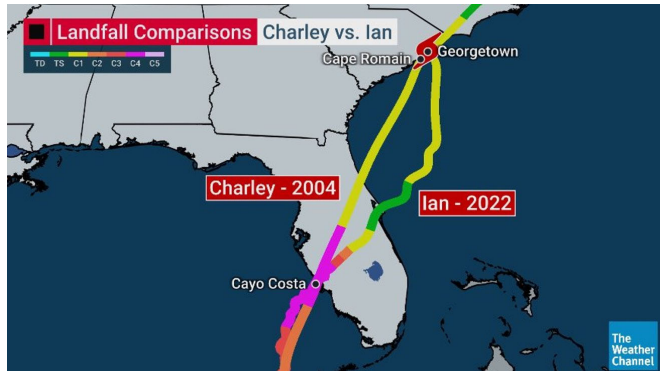 Landfall Comparisons Charley vs. Ian
TD TS C1 C2 C3 C4 C5
Georgetown
Cape Romain
Charley - 2004
Ian - 2022
Cayo Costa
The
Weather
Channel